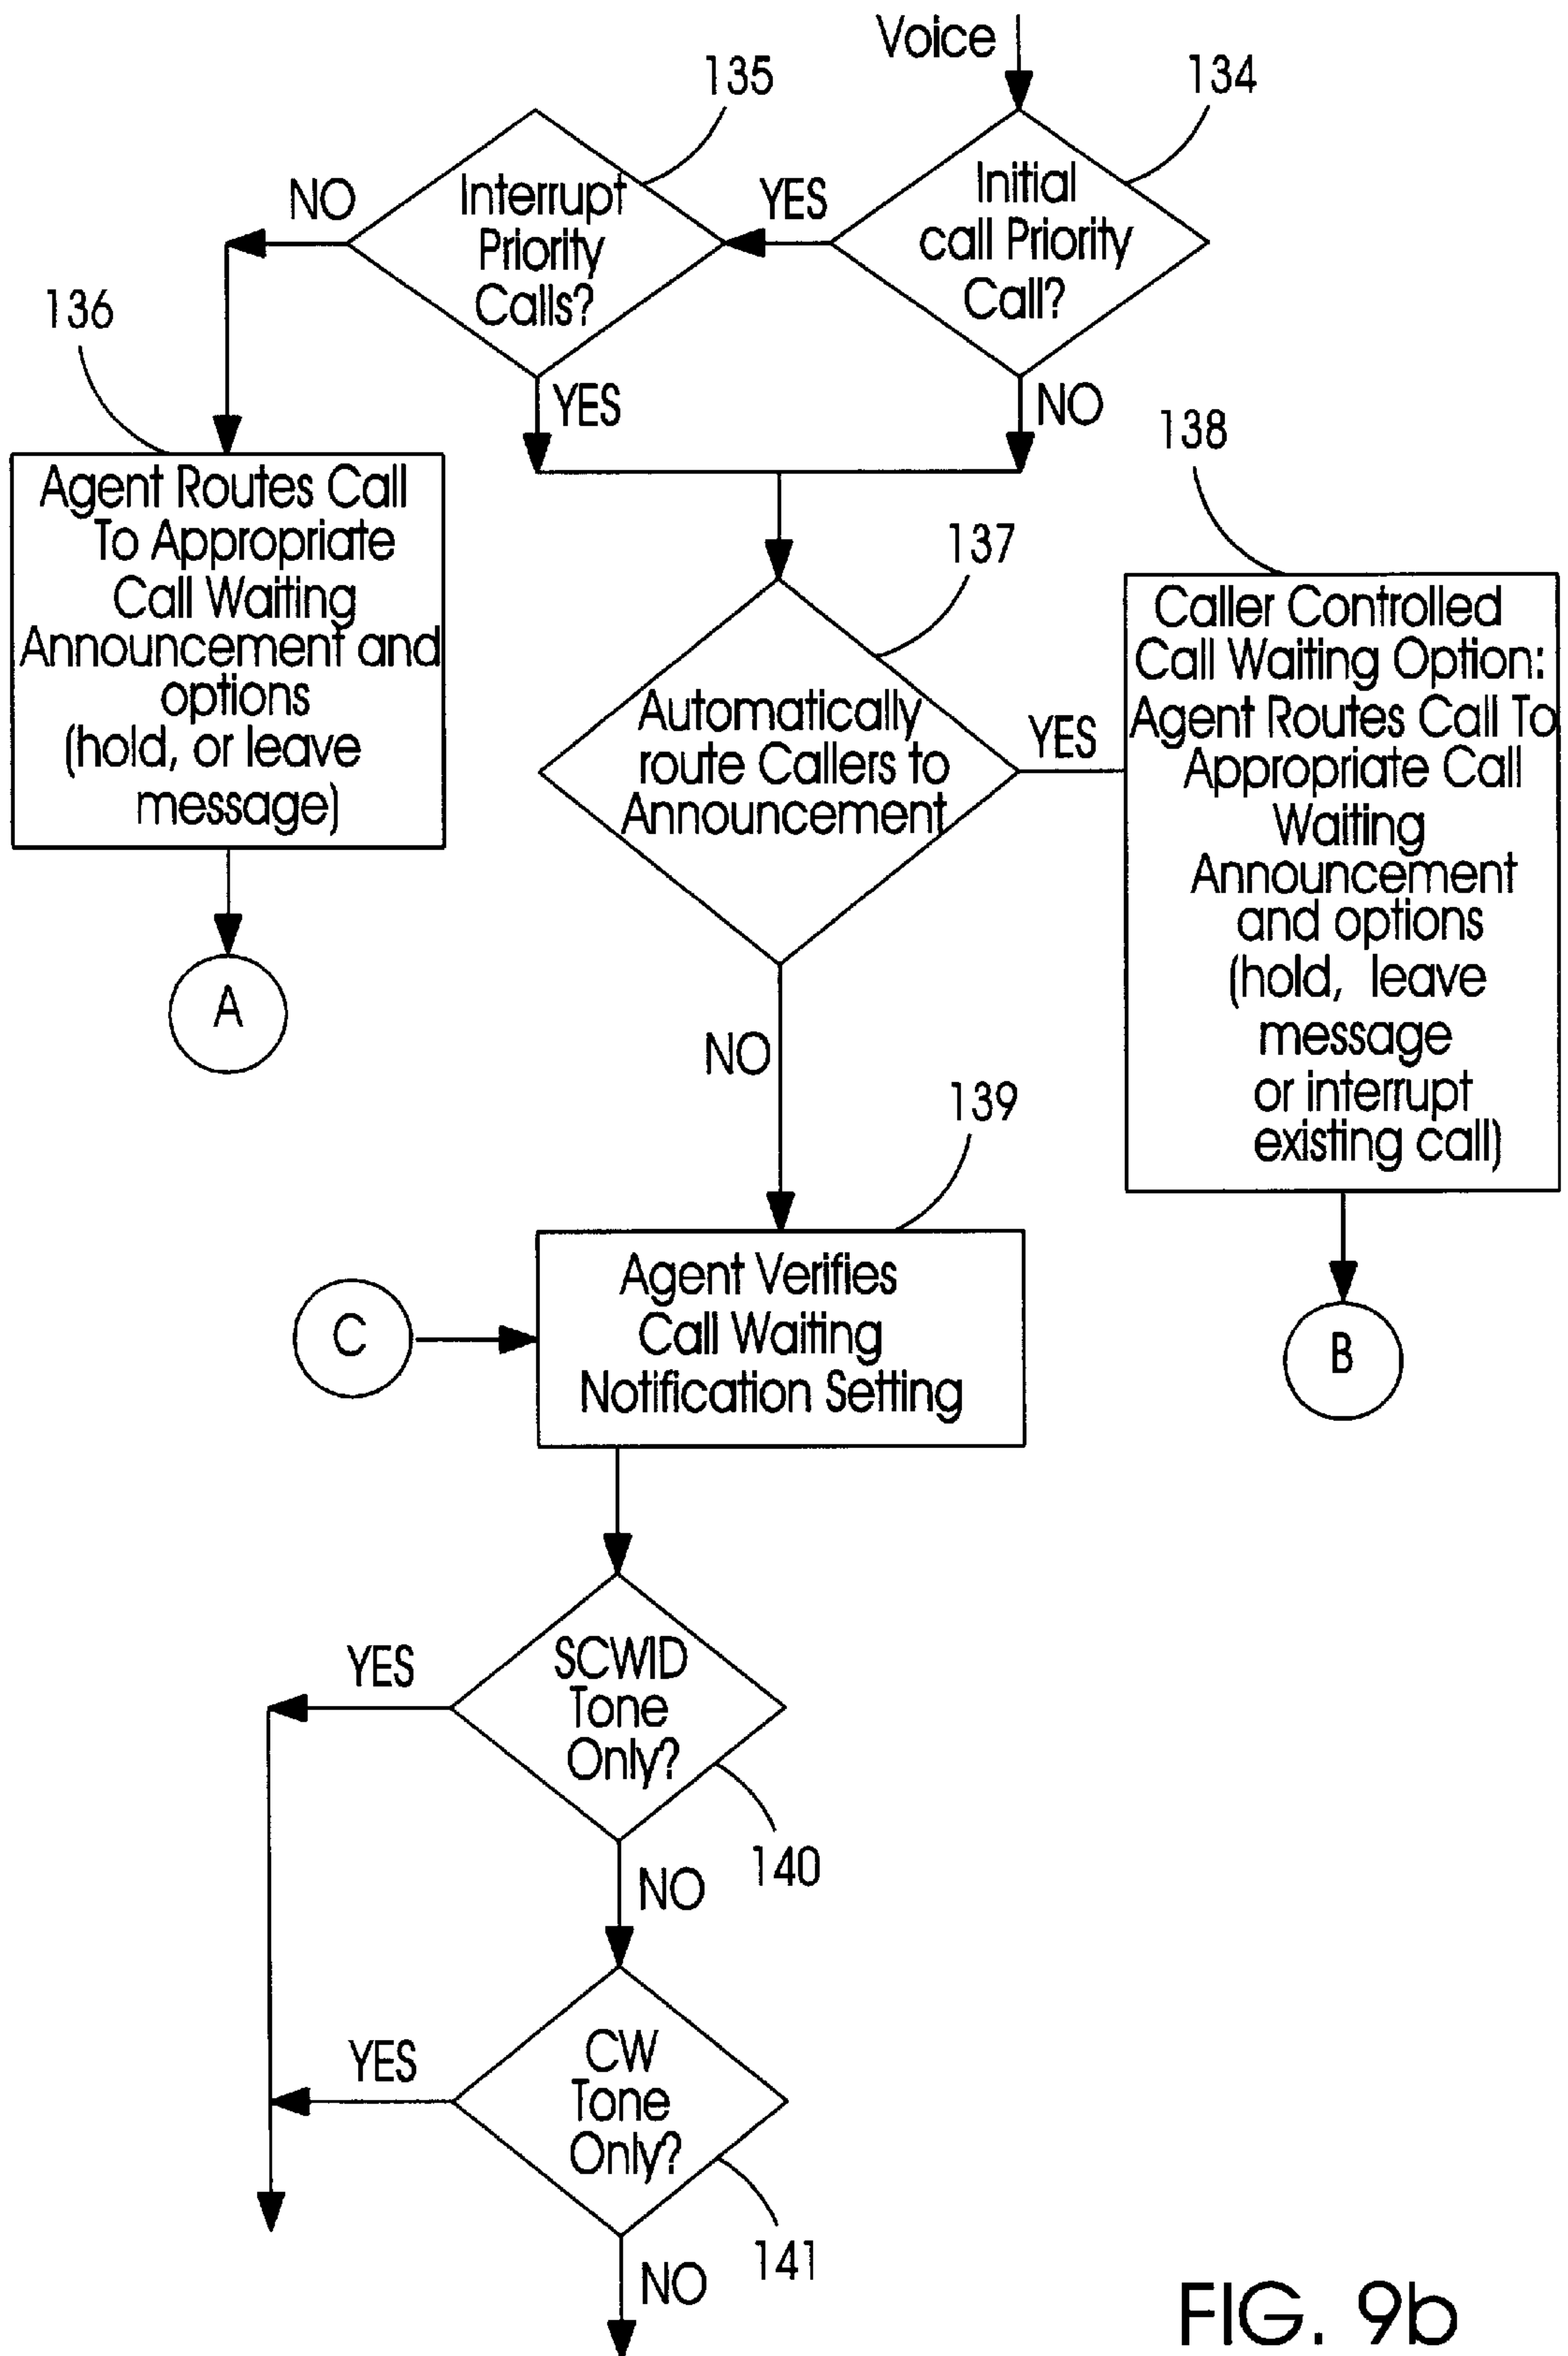 Voice
135
134
NO
Interrupt
Priority
Calls?
YES
Initial
call Priority
Call?
136
YES
NO
138
Agent Routes Call
To Appropriate
Call Waiting
Announcement and
options
(hold, or leave
message)
137
Caller Controlled
Call Waiting Option:
Agent Routes Call To
Appropriate Call
Waiting
Announcement
and options
(hold, leave
message
or interrupt
existing call)
Automatically
route Callers to
Announcement
YES
A
NO
139
Agent Verifies
Call Waiting
Notification Setting
C
B
YES
SCWID
Tone
Only?
140
NO
YES
CW
Tone
Only?
141
NO
FIG. 9b